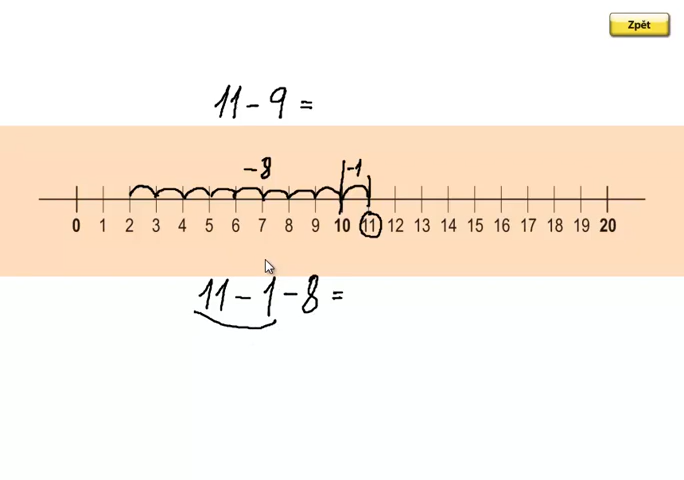 Zpět
11 - 9 =
-8 -1
0 1 2 3 4 5 6 7 8 9 10 11 12 13 14 15 16 17 18 19 20
11 - 1 - 8 =